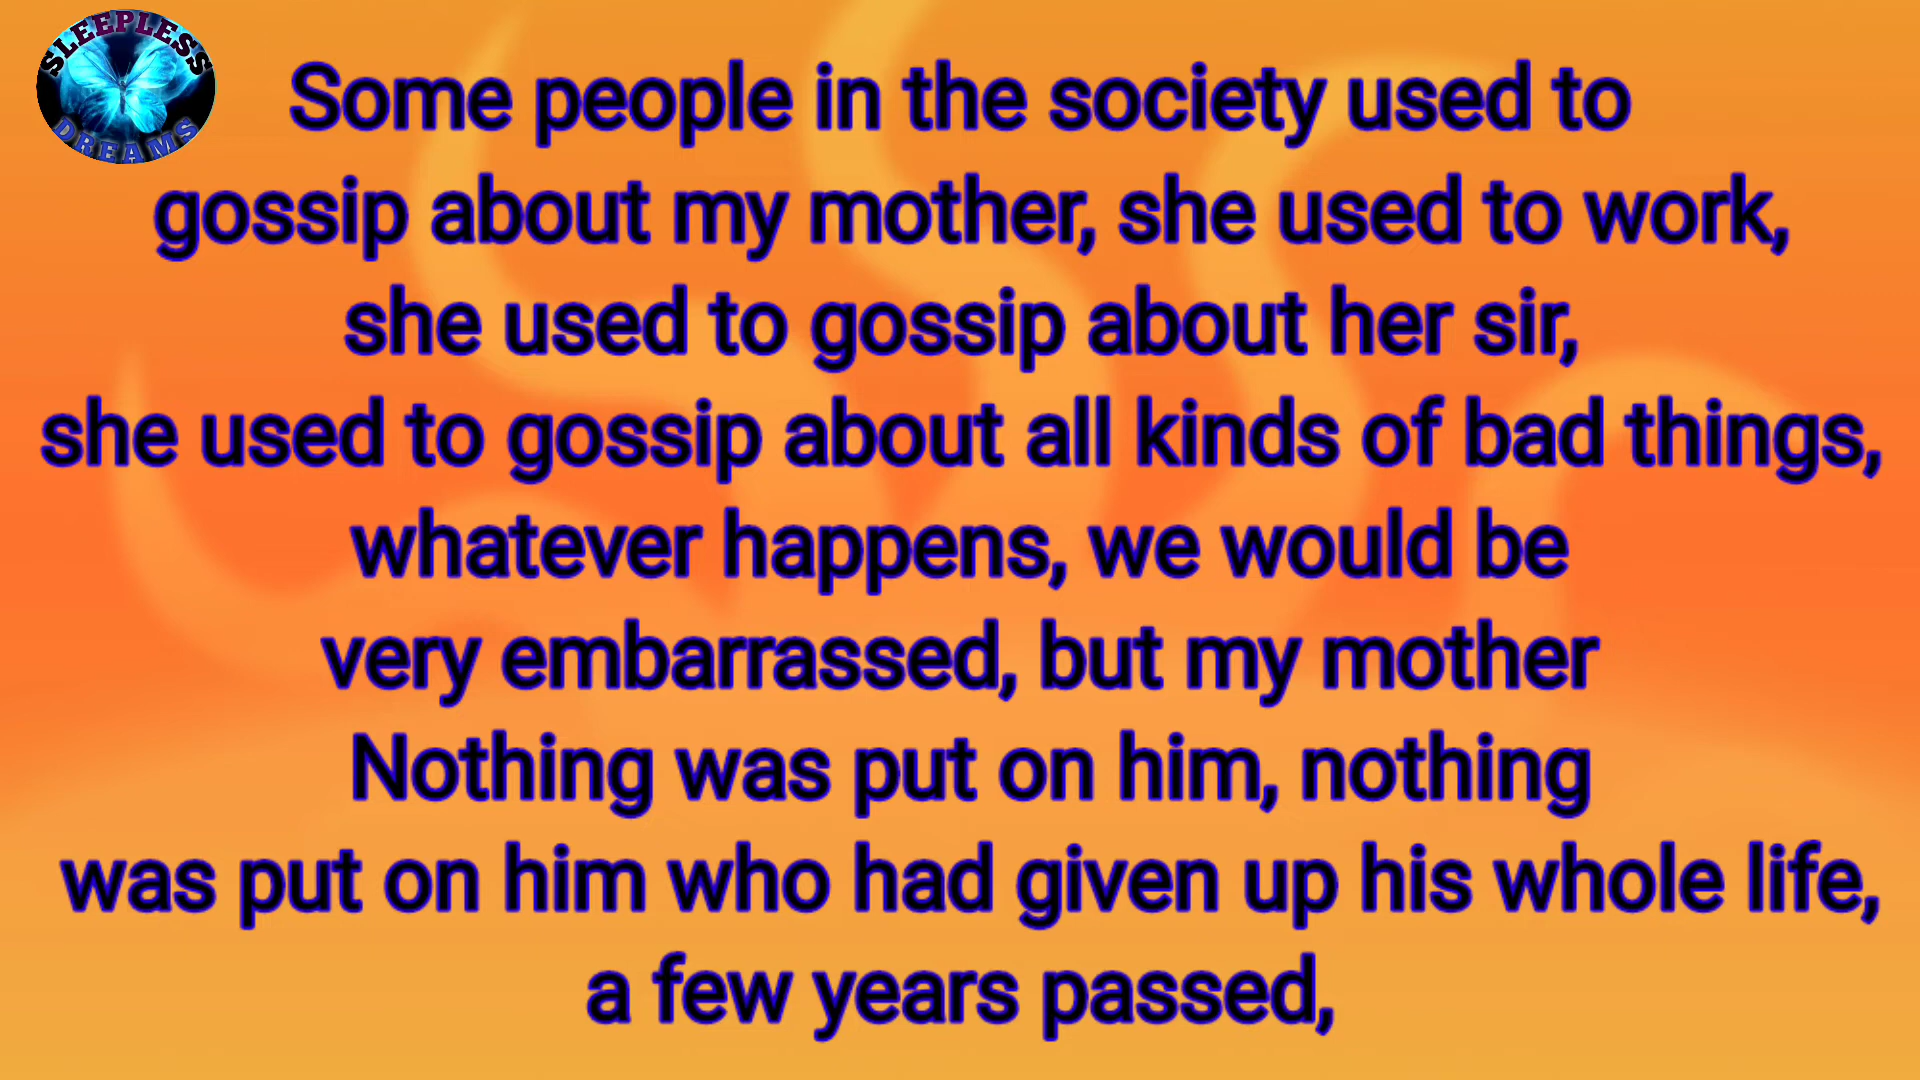 SLEEPLESS
DREAMS
Some people in the society used to
gossip about my mother, she used to work,
she used to gossip about her sir,
she used to gossip about all kinds of bad things,
whatever happens, we would be
very embarrassed, but my mother
Nothing was put on him, nothing
was put on him who had given up his whole life,
a few years passed,